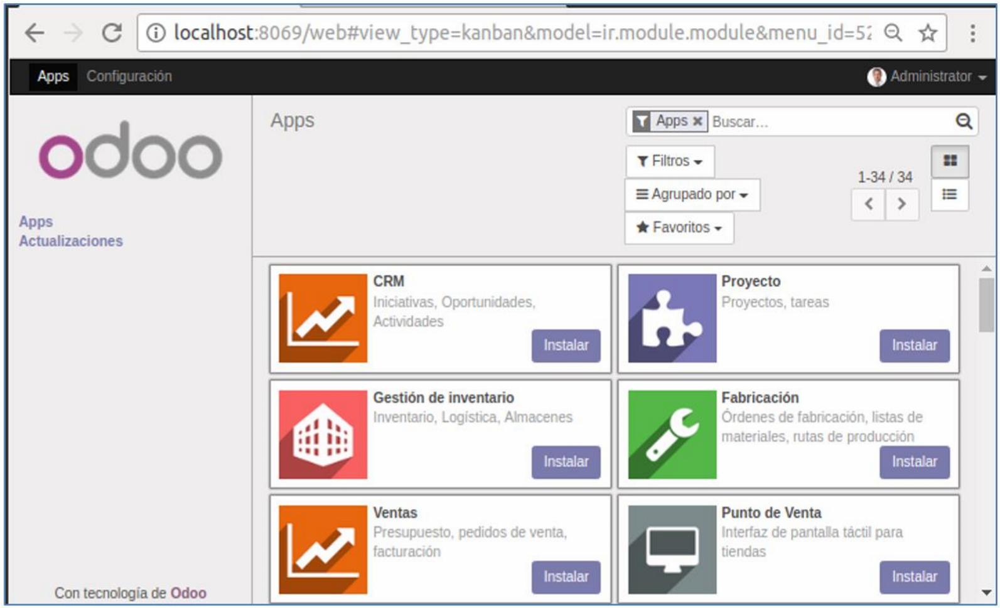 localhost:8069/web#view_type=kanban&model=ir.module.module&menu_id=52
Apps Configuración Administrator
odoo
Apps
Actualizaciones
Con tecnología de Odoo
Apps
Apps Buscar...
Filtros
Agrupado por
Favoritos
1-34 / 34
CRM
Iniciativas, Oportunidades,
Actividades
Instalar
Proyecto
Proyectos, tareas
Instalar
Gestión de inventario
Inventario, Logística, Almacenes
Instalar
Fabricación
Órdenes de fabricación, listas de
materiales, rutas de producción
Instalar
Ventas
Presupuesto, pedidos de venta,
facturación
Instalar
Punto de Venta
Interfaz de pantalla táctil para
tiendas
Instalar